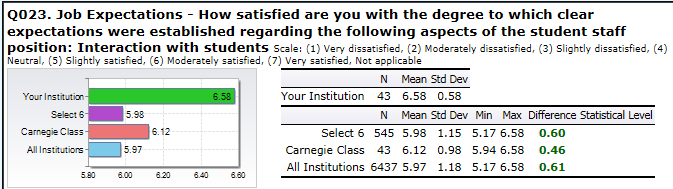 Q023. Job Expectations - How satisfied are you with the degree to which clear
expectations were established regarding the following aspects of the student staff
position: Interaction with students Scale: (1) Very dissatisfied, (2) Moderately dissatisfied, (3) Slightly dissatisfied, (4)
Neutral, (5) Slightly satisfied, (6) Moderately satisfied, (7) Very satisfied, Not applicable
Your Institution 6.58
Select 6 5.98
Carnegie Class 6.12
All Institutions 5.97
5.80 6.00 6.20 6.40 6.60
N Mean Std Dev
Your Institution 43 6.58 0.58
N Mean Std Dev Min Max Difference Statistical Level
Select 6 545 5.98 1.15 5.17 6.58 0.60
Carnegie Class 43 6.12 0.98 5.94 6.58 0.46
All Institutions 6437 5.97 1.18 5.17 6.58 0.61